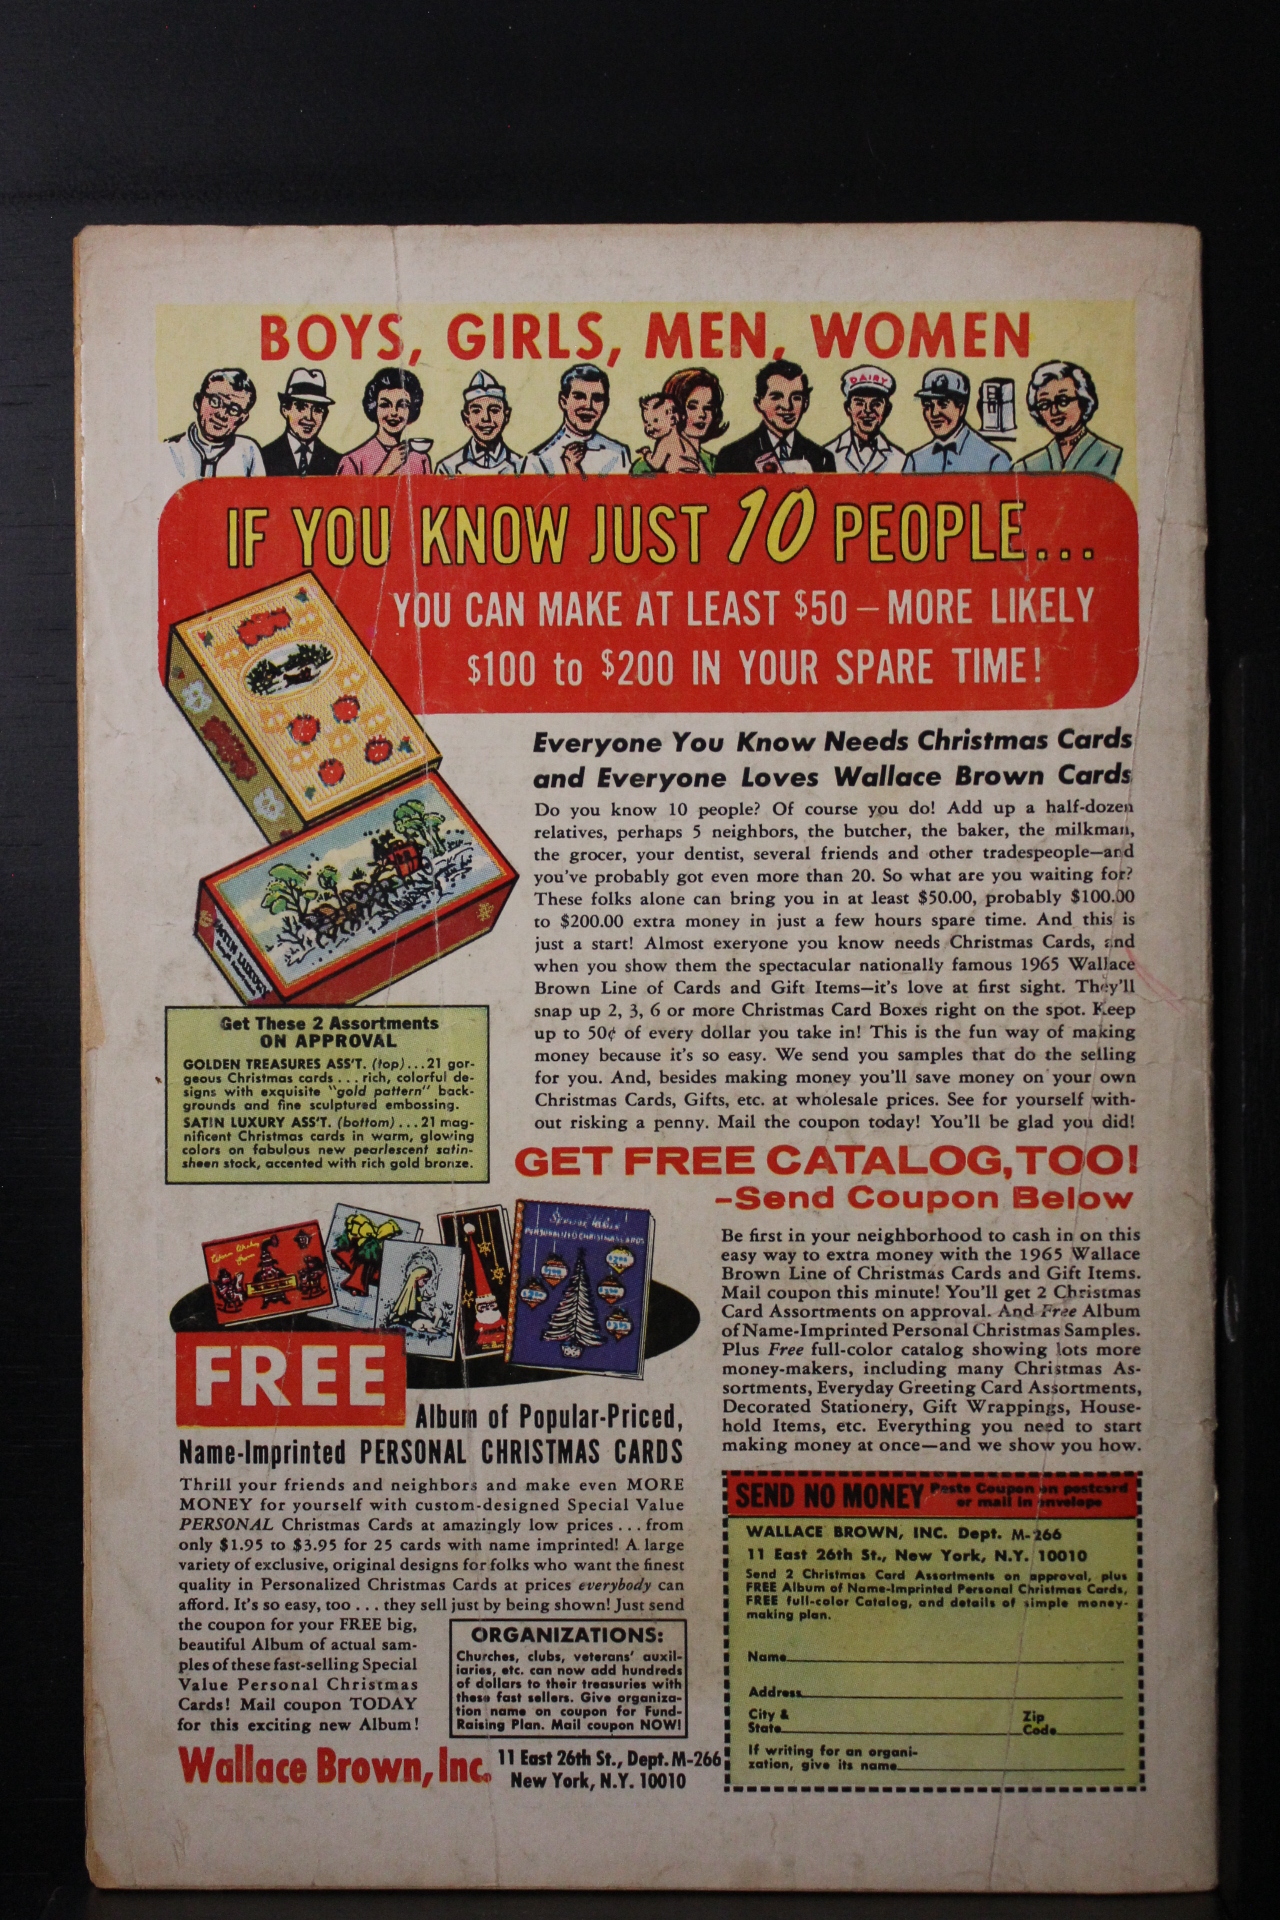 BOYS, GIRLS, MEN, WOMEN
DAIRY
IF YOU KNOW JUST 10 PEOPLE...
YOU CAN MAKE AT LEAST $50 — MORE LIKELY
$100 to $200 IN YOUR SPARE TIME!
Everyone You Know Needs Christmas Cards
and Everyone Loves Wallace Brown Cards
Do you know 10 people? Of course you do! Add up a half-dozen
relatives, perhaps 5 neighbors, the butcher, the baker, the milkman,
the grocer, your dentist, several friends and other tradespeople—and
you've probably got even more than 20. So what are you waiting for?
These folks alone can bring you in at least $50.00, probably $100.00
to $200.00 extra money in just a few hours spare time. And this is
just a start! Almost exeryone you know needs Christmas Cards, and
when you show them the spectacular nationally famous 1965 Wallace
Brown Line of Cards and Gift Items—it's love at first sight. They'll
snap up 2, 3, 6 or more Christmas Card Boxes right on the spot. Keep
up to 50¢ of every dollar you take in! This is the fun way of making
money because it's so easy. We send you samples that do the selling
for you. And, besides making money you'll save money on your own
Christmas Cards, Gifts, etc. at wholesale prices. See for yourself with-
out risking a penny. Mail the coupon today! You'll be glad you did!
SATIN LUXURY
Get These 2 Assortments
ON APPROVAL
GOLDEN TREASURES ASS'T. (top)...21 gor-
geous Christmas cards...rich, colorful de-
signs with exquisite "gold pattern" back-
grounds and fine sculptured embossing.
SATIN LUXURY ASS'T. (bottom)...21 mag-
nificent Christmas cards in warm, glowing
colors on fabulous new pearlescent satin-
sheen stock, accented with rich gold bronze.
GET FREE CATALOG, TOO!
–Send Coupon Below
Be first in your neighborhood to cash in on this
easy way to extra money with the 1965 Wallace
Brown Line of Christmas Cards and Gift Items.
Mail coupon this minute! You'll get 2 Christmas
Card Assortments on approval. And Free Album
of Name-Imprinted Personal Christmas Samples.
Plus Free full-color catalog showing lots more
money-makers, including many Christmas As-
sortments, Everyday Greeting Card Assortments,
Decorated Stationery, Gift Wrappings, House-
hold Items, etc. Everything you need to start
making money at once—and we show you how.
Special Value
PERSONALIZED CHRISTMAS CARDS
FREE
Album of Popular-Priced,
Name-Imprinted PERSONAL CHRISTMAS CARDS
Thrill your friends and neighbors and make even MORE
MONEY for yourself with custom-designed Special Value
PERSONAL Christmas Cards at amazingly low prices...from
only $1.95 to $3.95 for 25 cards with name imprinted! A large
variety of exclusive, original designs for folks who want the finest
quality in Personalized Christmas Cards at prices everybody can
afford. It's so easy, too...they sell just by being shown! Just send
the coupon for your FREE big,
beautiful Album of actual sam-
ples of these fast-selling Special
Value Personal Christmas
Cards! Mail coupon TODAY
for this exciting new Album!
ORGANIZATIONS:
Churches, clubs, veterans' auxil-
iaries, etc. can now add hundreds
of dollars to their treasuries with
these fast sellers. Give organiza-
tion name on coupon for Fund-
Raising Plan. Mail coupon NOW!
Wallace Brown, Inc.
11 East 26th St., Dept. M-266
New York, N.Y. 10010
SEND NO MONEY Paste Coupon on postcard
or mail in envelope
WALLACE BROWN, INC. Dept. M-266
11 East 26th St., New York, N.Y. 10010
Send 2 Christmas Card Assortments on approval, plus
FREE Album of Name-Imprinted Personal Christmas Cards,
FREE full-color Catalog, and details of simple money-
making plan.
Name
Address
City &
State
Zip
Code
If writing for an organi-
zation, give its name